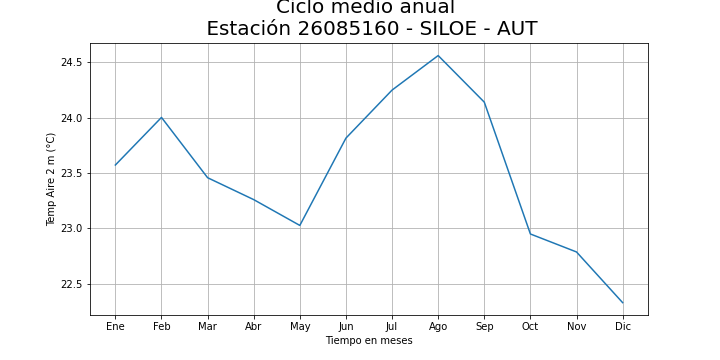 Ciclo medio anual
Estación 26085160 - SILOE - AUT
Temp Aire 2 m (°C)
24.5
24.0
23.5
23.0
22.5
Ene Feb Mar Abr May Jun Jul Ago Sep Oct Nov Dic
Tiempo en meses